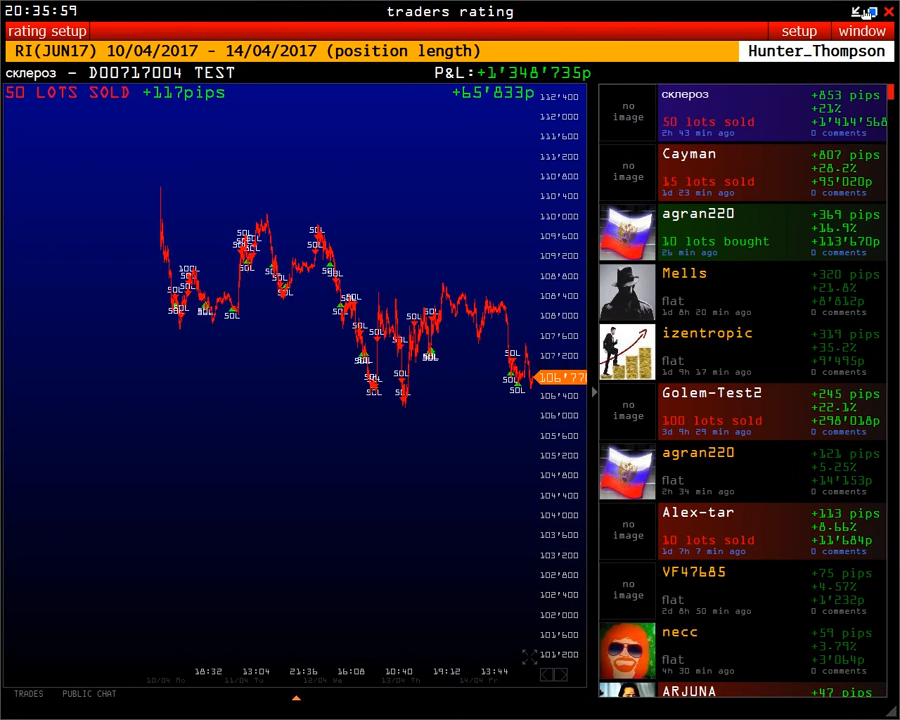 20:35:59 traders rating
rating setup setup window
RI(JUN17) 10/04/2017 - 14/04/2017 (position length) Hunter_Thompson
склероз - D00717004 TEST P&L:+1'348'735p
50 LOTS SOLD +117pips +65'833p
112'400
112'000
111'600
111'200
110'800
110'400
110'000
109'600
109'200
108'800
108'400
108'000
107'600
107'200
106'400
106'000
105'600
105'200
104'800
104'400
104'000
103'600
103'200
102'800
102'400
102'000
101'600
101'200
18:32 13:04 21:36 16:08 10:40 19:12 13:44
10/04 Mo 11/04 Tu 12/04 We 13/04 Th 14/04 Fr
TRADES PUBLIC CHAT
no image
склероз +853 pips
+21%
50 lots sold +1'414'568
2h 43 min ago 0 comments
no image
Cayman +807 pips
+28.2%
15 lots sold +95'020p
1d 23 min ago 0 comments
agran220 +369 pips
+16.9%
10 lots bought +113'670p
26 min ago 0 comments
Mells +320 pips
+21.8%
flat +8'812p
1d 8h 20 min ago 0 comments
izentropic +319 pips
+35.2%
flat +9'495p
1d 9h 17 min ago 0 comments
no image
Golem-Test2 +245 pips
+22.1%
100 lots sold +298'018p
3d 9h 29 min ago 0 comments
agran220 +121 pips
+5.25%
flat +14'153p
2h 34 min ago 0 comments
no image
Alex-tar +113 pips
+8.66%
10 lots sold +11'684p
1d 7h 7 min ago 0 comments
no image
VF47685 +75 pips
+4.57%
flat +1'232p
2d 8h 50 min ago 0 comments
necc +59 pips
+3.79%
flat +3'064p
4h 30 min ago 0 comments
ARJUNA +47 pips